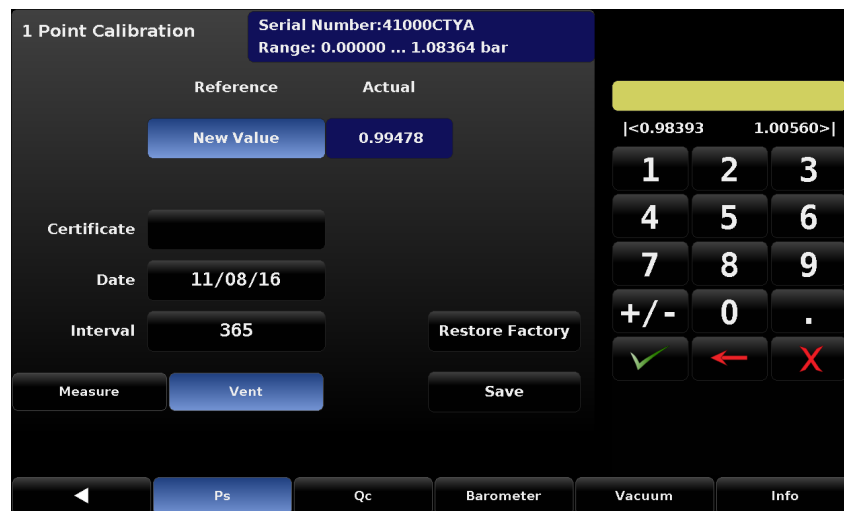 1 Point Calibration
Serial Number:41000CTYA
Range: 0.00000 ... 1.08364 bar
Reference Actual
New Value 0.99478
Certificate
Date 11/08/16
Interval 365
Restore Factory
Measure Vent Save
|<0.98393 1.00560>|
1 2 3
4 5 6
7 8 9
+/- 0 .
X
Ps Qc Barometer Vacuum Info